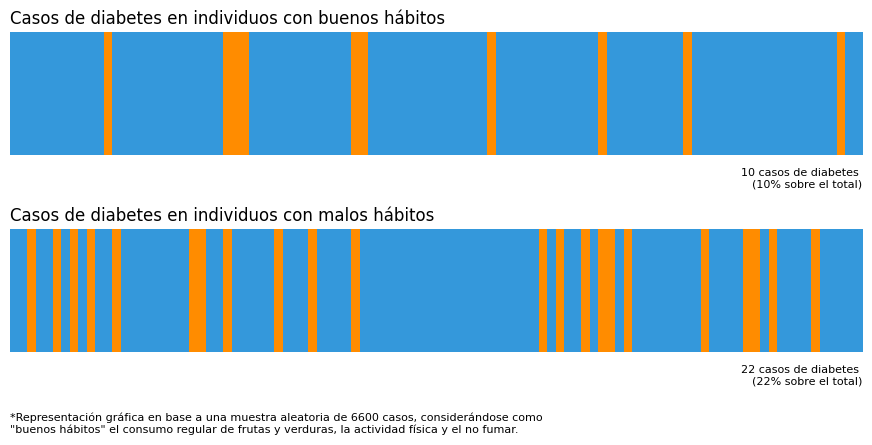 Casos de diabetes en individuos con buenos hábitos
10 casos de diabetes
(10% sobre el total)
Casos de diabetes en individuos con malos hábitos
22 casos de diabetes
(22% sobre el total)
*Representación gráfica en base a una muestra aleatoria de 6600 casos, considerándose como
"buenos hábitos" el consumo regular de frutas y verduras, la actividad física y el no fumar.